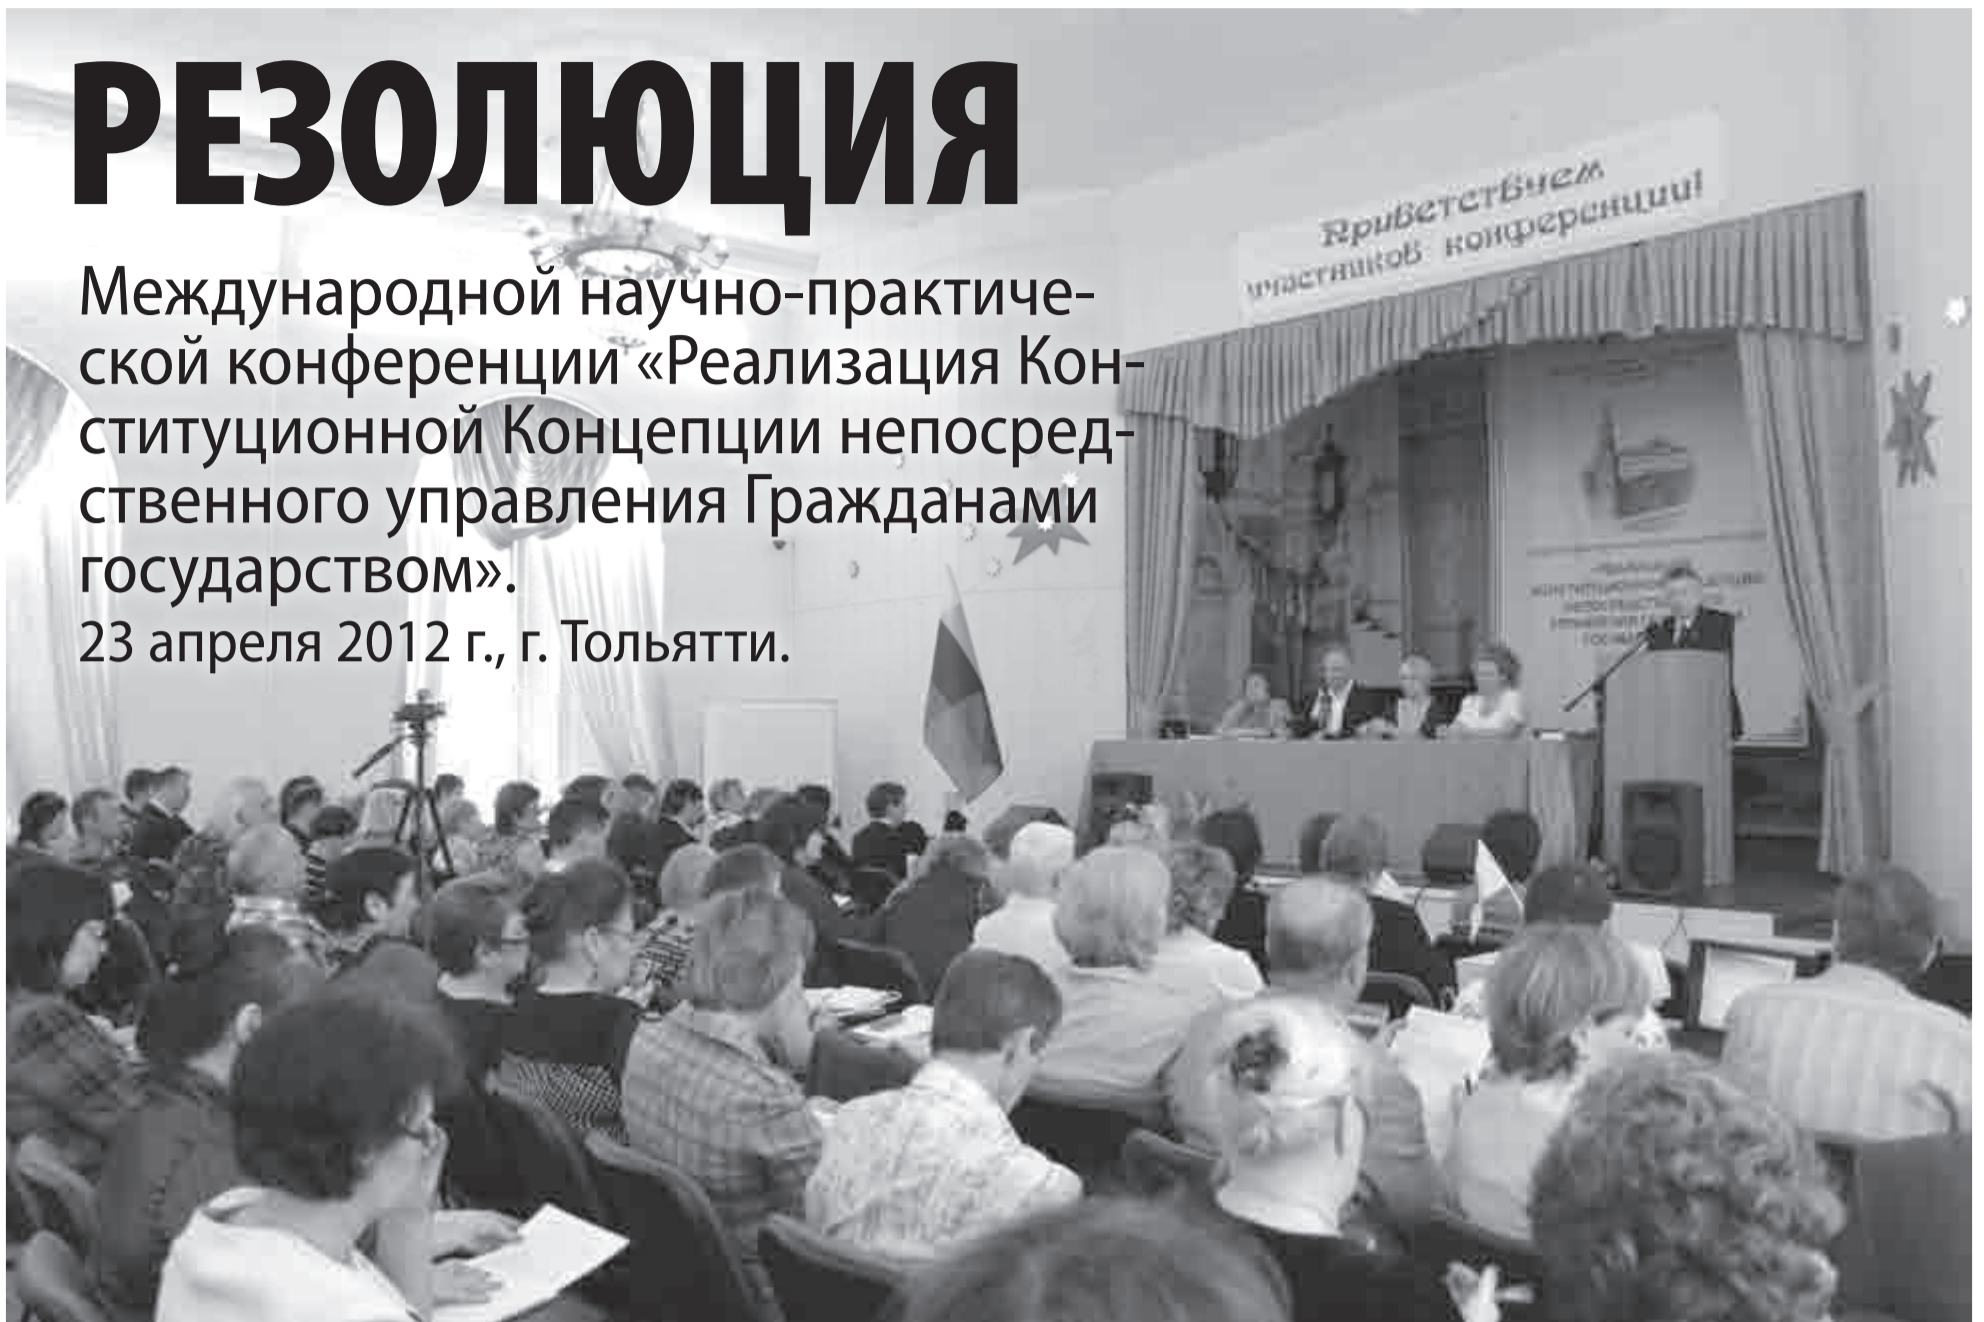 РЕЗОЛЮЦИЯ
Международной научно-практиче-
ской конференции «Реализация Кон-
ституционной Концепции непосред-
ственного управления Гражданами
государством».
23 апреля 2012 г., г. Тольятти.
Приветствуем
участников конференции!